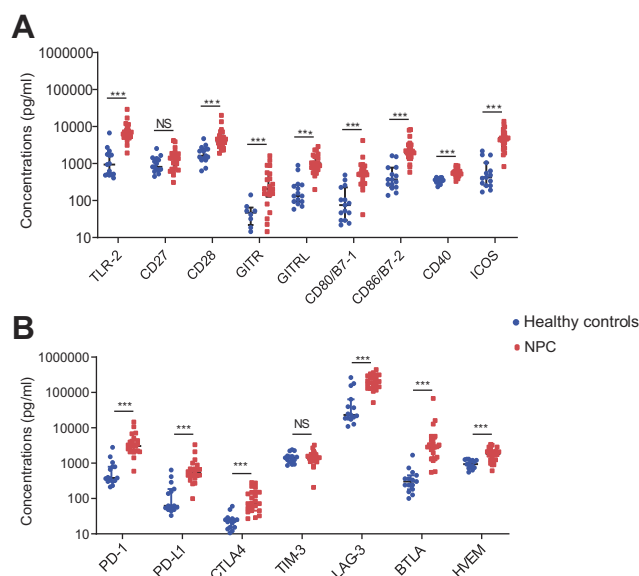 A
Concentrations (pg/ml)
1000000
100000
10000
1000
100
10
***
NS
***
***
***
***
***
***
***
TLR-2
CD27
CD28
GITR
GITRL
CD80/B7-1
CD86/B7-2
CD40
ICOS
B
Healthy controls
NPC
Concentrations (pg/ml)
1000000
100000
10000
1000
100
10
***
***
***
NS
***
***
***
PD-1
PD-L1
CTLA4
TIM-3
LAG-3
BTLA
HVEM